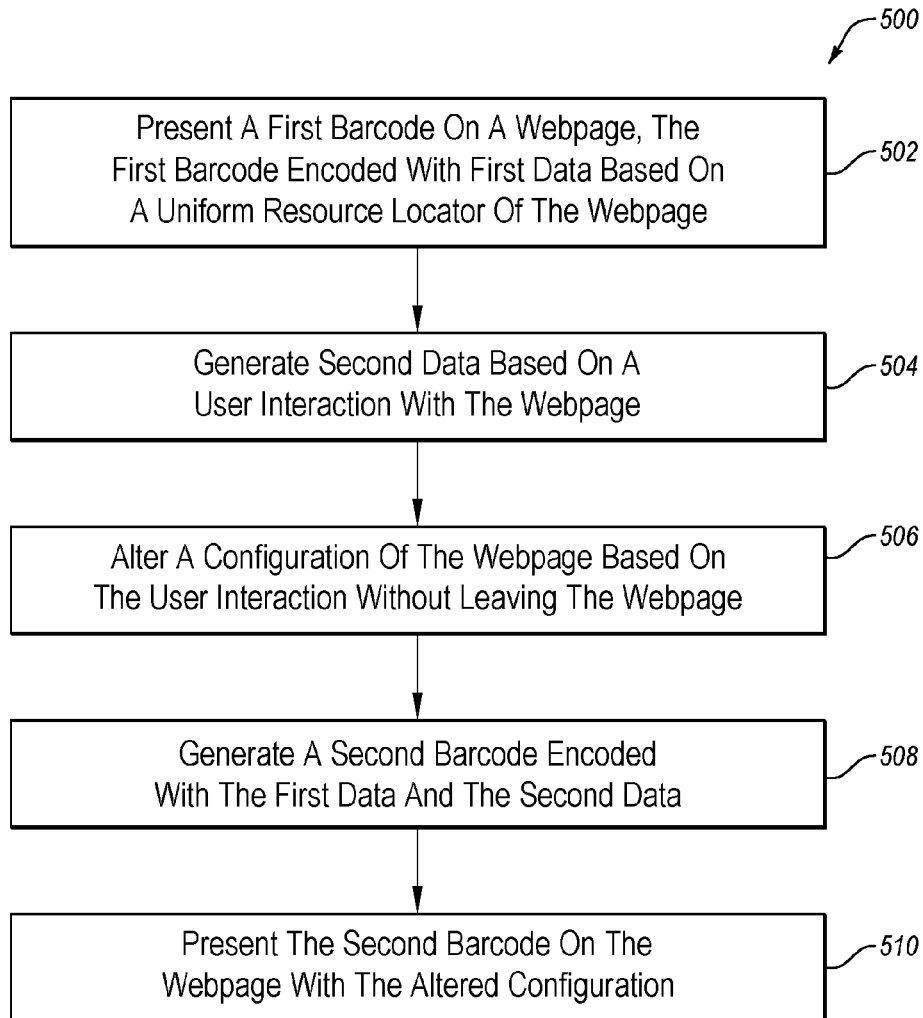 500
Present A First Barcode On A Webpage, The
First Barcode Encoded With First Data Based On
A Uniform Resource Locator Of The Webpage
502
Generate Second Data Based On A
User Interaction With The Webpage
504
Alter A Configuration Of The Webpage Based On
The User Interaction Without Leaving The Webpage
506
Generate A Second Barcode Encoded
With The First Data And The Second Data
508
Present The Second Barcode On The
Webpage With The Altered Configuration
510